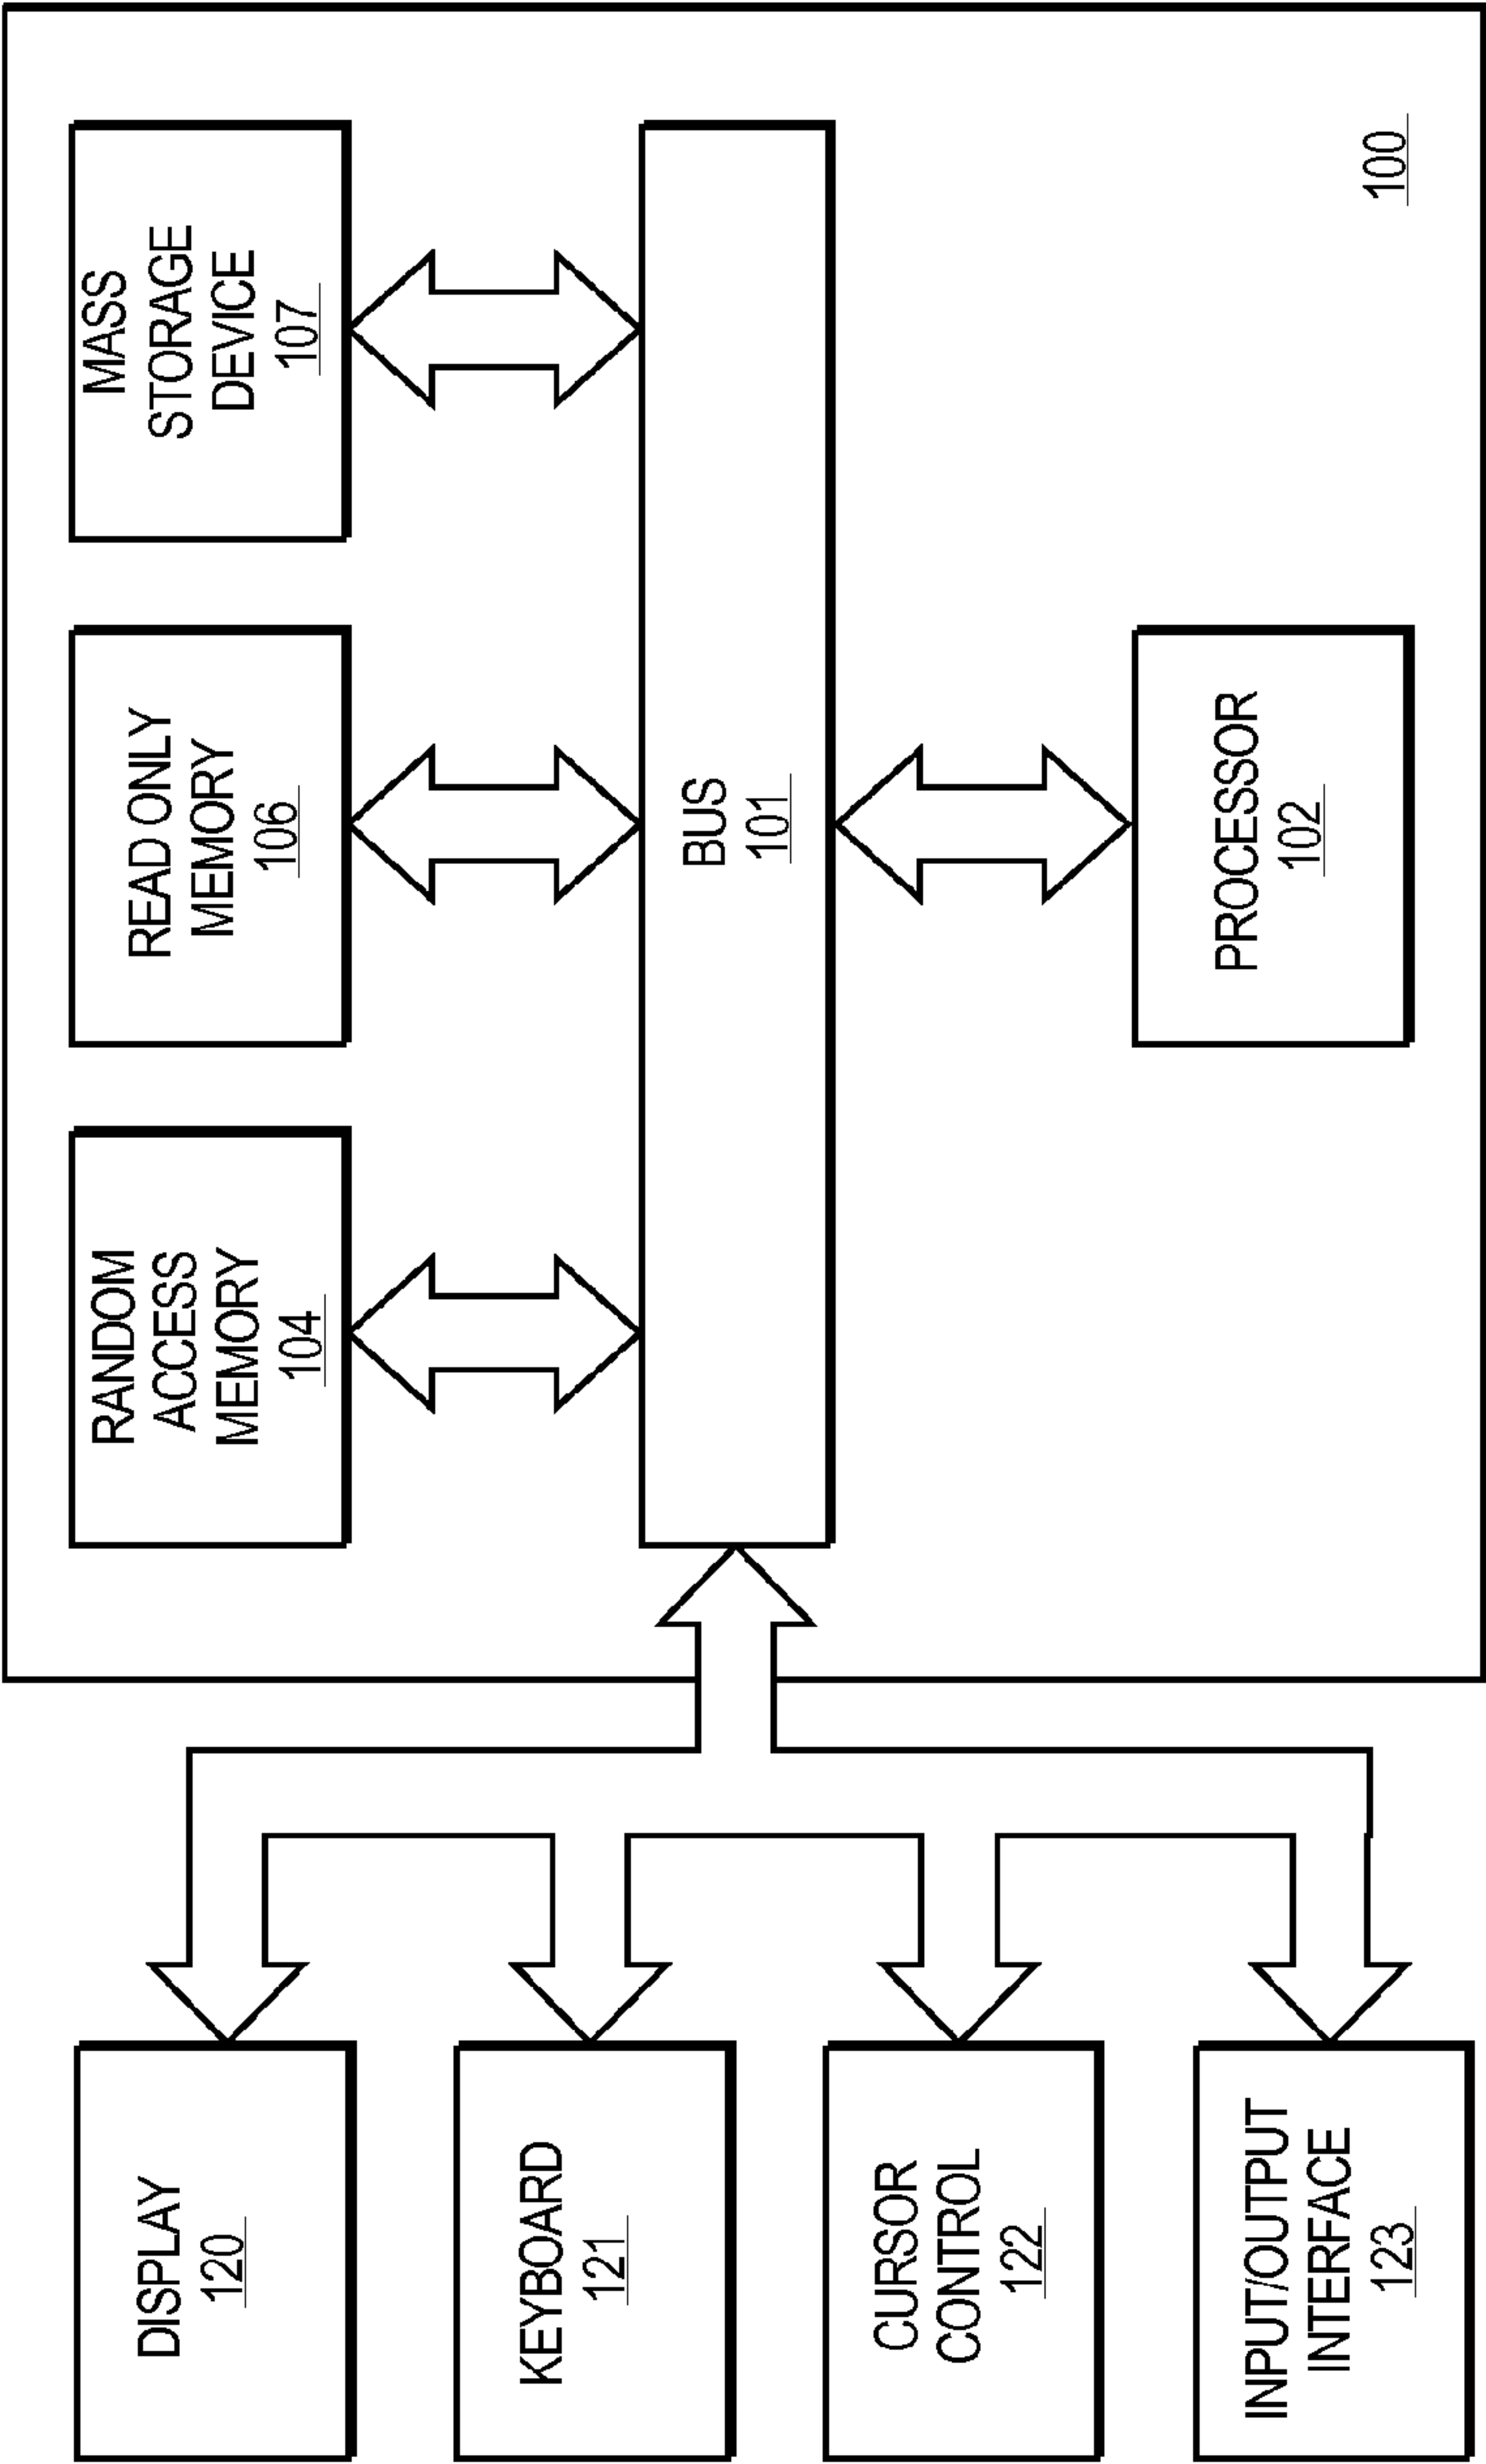 DISPLAY
120
KEYBOARD
121
CURSOR
CONTROL
122
INPUT/OUTPUT
INTERFACE
123
RANDOM
ACCESS
MEMORY
104
READ ONLY
MEMORY
106
MASS
STORAGE
DEVICE
107
BUS
101
PROCESSOR
102
100